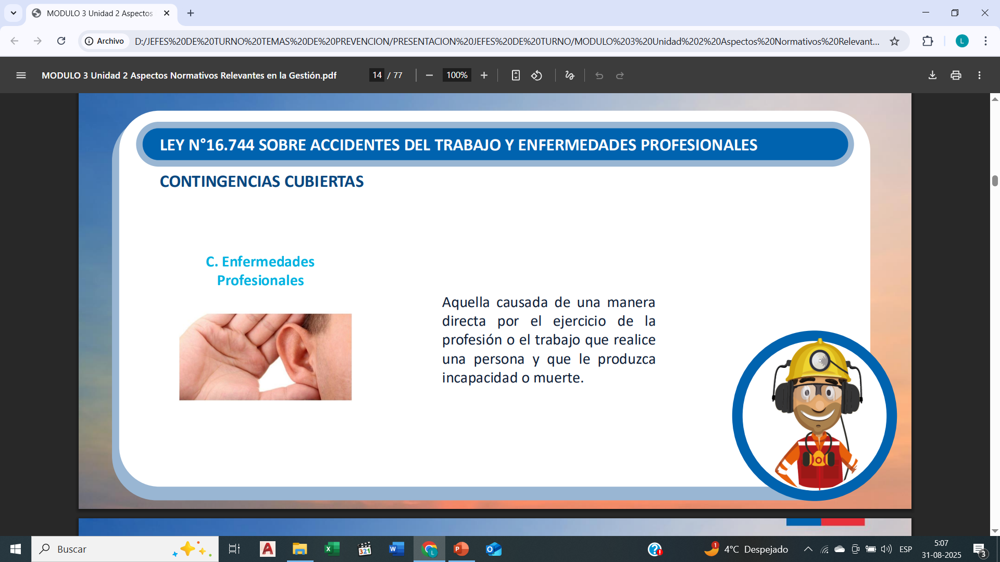 MODULO 3 Unidad 2 Aspectos
Archivo
D:/JEFES%20DE%20TURNO%20TEMAS%20DE%20PREVENCION/PRESENTACION%20JEFES%20DE%20TURNO/MODULO%203%20Unidad%202%20Aspectos%20Normativos%20Relevant...
L
MODULO 3 Unidad 2 Aspectos Normativos Relevantes en la Gestión.pdf
14 / 77
100%
LEY N°16.744 SOBRE ACCIDENTES DEL TRABAJO Y ENFERMEDADES PROFESIONALES
CONTINGENCIAS CUBIERTAS
C. Enfermedades
Profesionales
Aquella causada de una manera
directa por el ejercicio de la
profesión o el trabajo que realice
una persona y que le produzca
incapacidad o muerte.
Buscar
321
1
4°C Despejado
ESP
5:07
31-08-2025
3